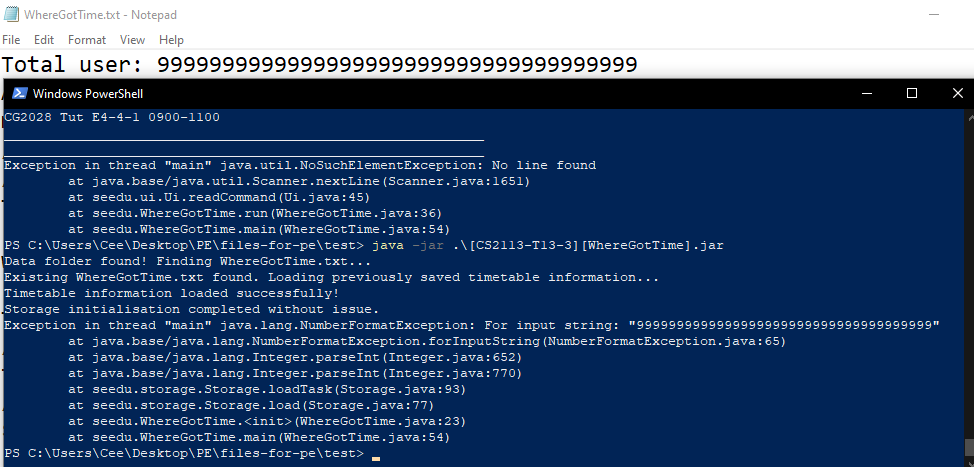 WhereGotTime.txt - Notepad
File Edit Format View Help
Total user: 9999999999999999999999999999999999999
Windows PowerShell
CG2028 Tut E4-4-1 0900-1100
Exception in thread "main" java.util.NoSuchElementException: No line found
at java.base/java.util.Scanner.nextLine(Scanner.java:1651)
at seedu.ui.Ui.readCommand(Ui.java:45)
at seedu.WhereGotTime.run(WhereGotTime.java:36)
at seedu.WhereGotTime.main(WhereGotTime.java:54)
PS C:\Users\Cee\Desktop\PE\files-for-pe\test> java -jar .\[CS2113-T13-3][WhereGotTime].jar
Data folder found! Finding WhereGotTime.txt...
Existing WhereGotTime.txt found. Loading previously saved timetable information...
Timetable information loaded successfully!
Storage initialisation completed without issue.
Exception in thread "main" java.lang.NumberFormatException: For input string: "9999999999999999999999999999999999999"
at java.base/java.lang.NumberFormatException.forInputString(NumberFormatException.java:65)
at java.base/java.lang.Integer.parseInt(Integer.java:652)
at java.base/java.lang.Integer.parseInt(Integer.java:770)
at seedu.storage.Storage.loadTask(Storage.java:93)
at seedu.storage.Storage.load(Storage.java:77)
at seedu.WhereGotTime.<init>(WhereGotTime.java:23)
at seedu.WhereGotTime.main(WhereGotTime.java:54)
PS C:\Users\Cee\Desktop\PE\files-for-pe\test>